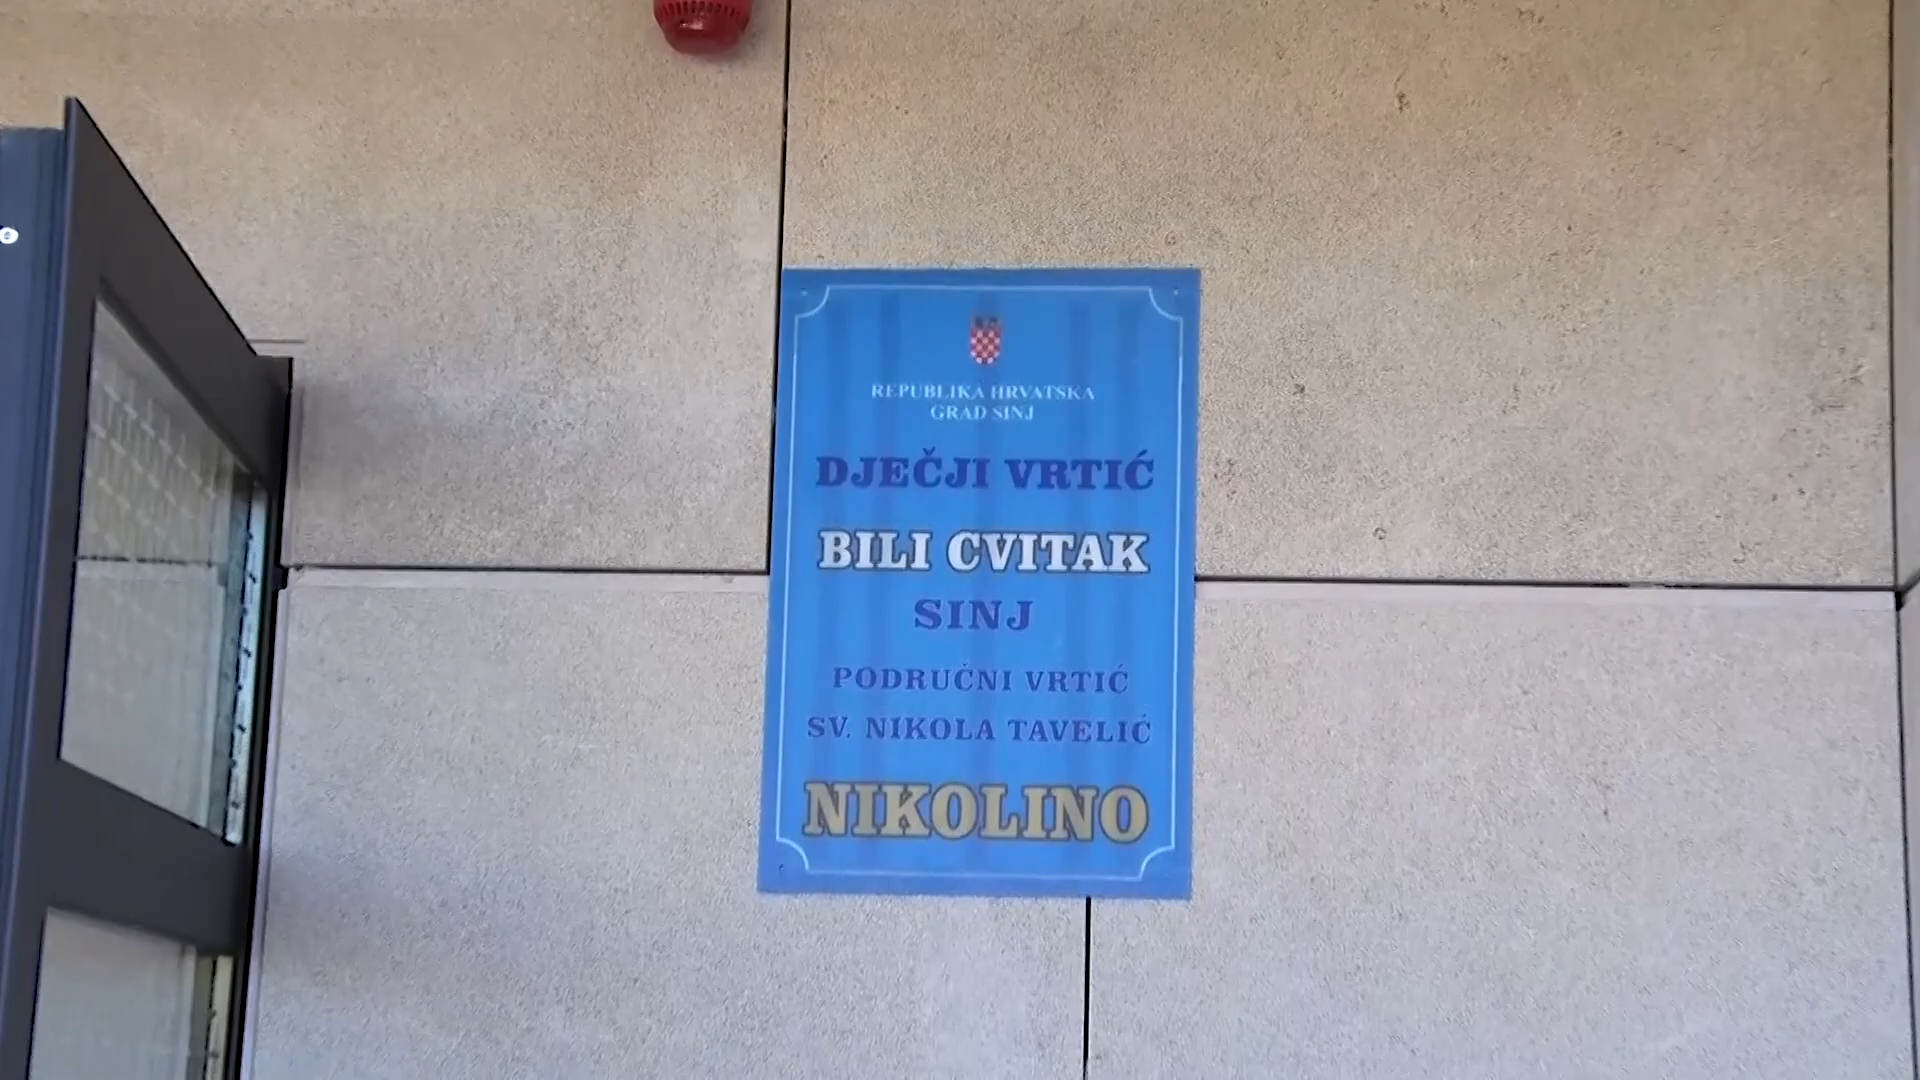 REPUBLIKA HRVATSKA
GRAD SINJ
DJEČJI VRTIĆ
BILI CVITAK
SINJ
PODRUČNI VRTIĆ
SV. NIKOLA TAVELIĆ
NIKOLINO